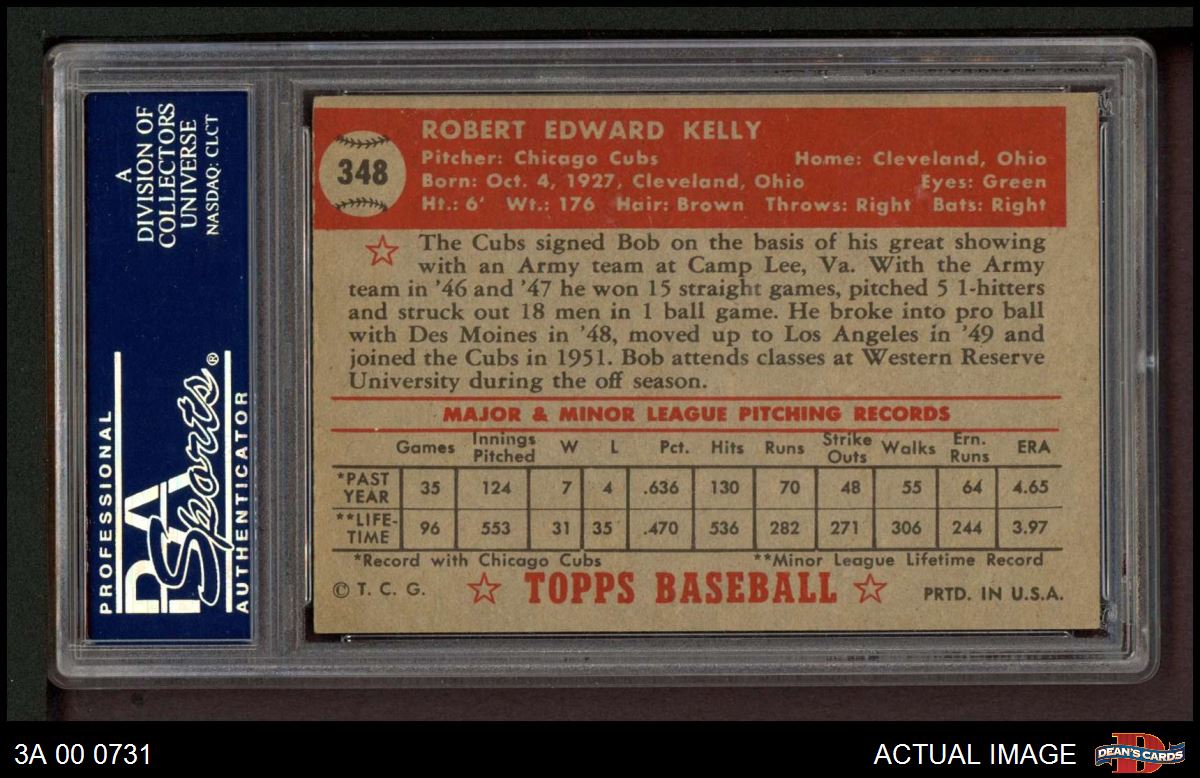 A
DIVISION OF
COLLECTORS
UNIVERSE
NASDAQ: CLCT
PROFESSIONAL
PSA
Sports®
AUTHENTICATOR
348
ROBERT EDWARD KELLY
Pitcher: Chicago Cubs Home: Cleveland, Ohio
Born: Oct. 4, 1927, Cleveland, Ohio Eyes: Green
Ht.: 6' Wt.: 176 Hair: Brown Throws: Right Bats: Right
The Cubs signed Bob on the basis of his great showing
with an Army team at Camp Lee, Va. With the Army
team in '46 and '47 he won 15 straight games, pitched 5 1-hitters
and struck out 18 men in 1 ball game. He broke into pro ball
with Des Moines in '48, moved up to Los Angeles in '49 and
joined the Cubs in 1951. Bob attends classes at Western Reserve
University during the off season.
MAJOR & MINOR LEAGUE PITCHING RECORDS
Games Innings Pitched W L Pct. Hits Runs Strike Outs Walks Ern. Runs ERA
*PAST YEAR 35 124 7 4 .636 130 70 48 55 64 4.65
**LIFE-TIME 96 553 31 35 .470 536 282 271 306 244 3.97
*Record with Chicago Cubs **Minor League Lifetime Record
© T. C. G. TOPPS BASEBALL PRTD. IN U.S.A.
3A 00 0731 ACTUAL IMAGE DEAN'S CARDS